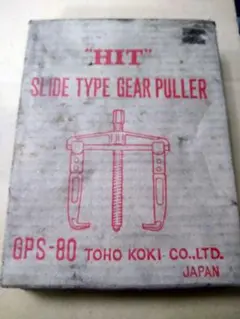 "HIT"
SLIDE TYPE GEAR PULLER
GPS-80 TOHO KOKI CO.,LTD.
JAPAN